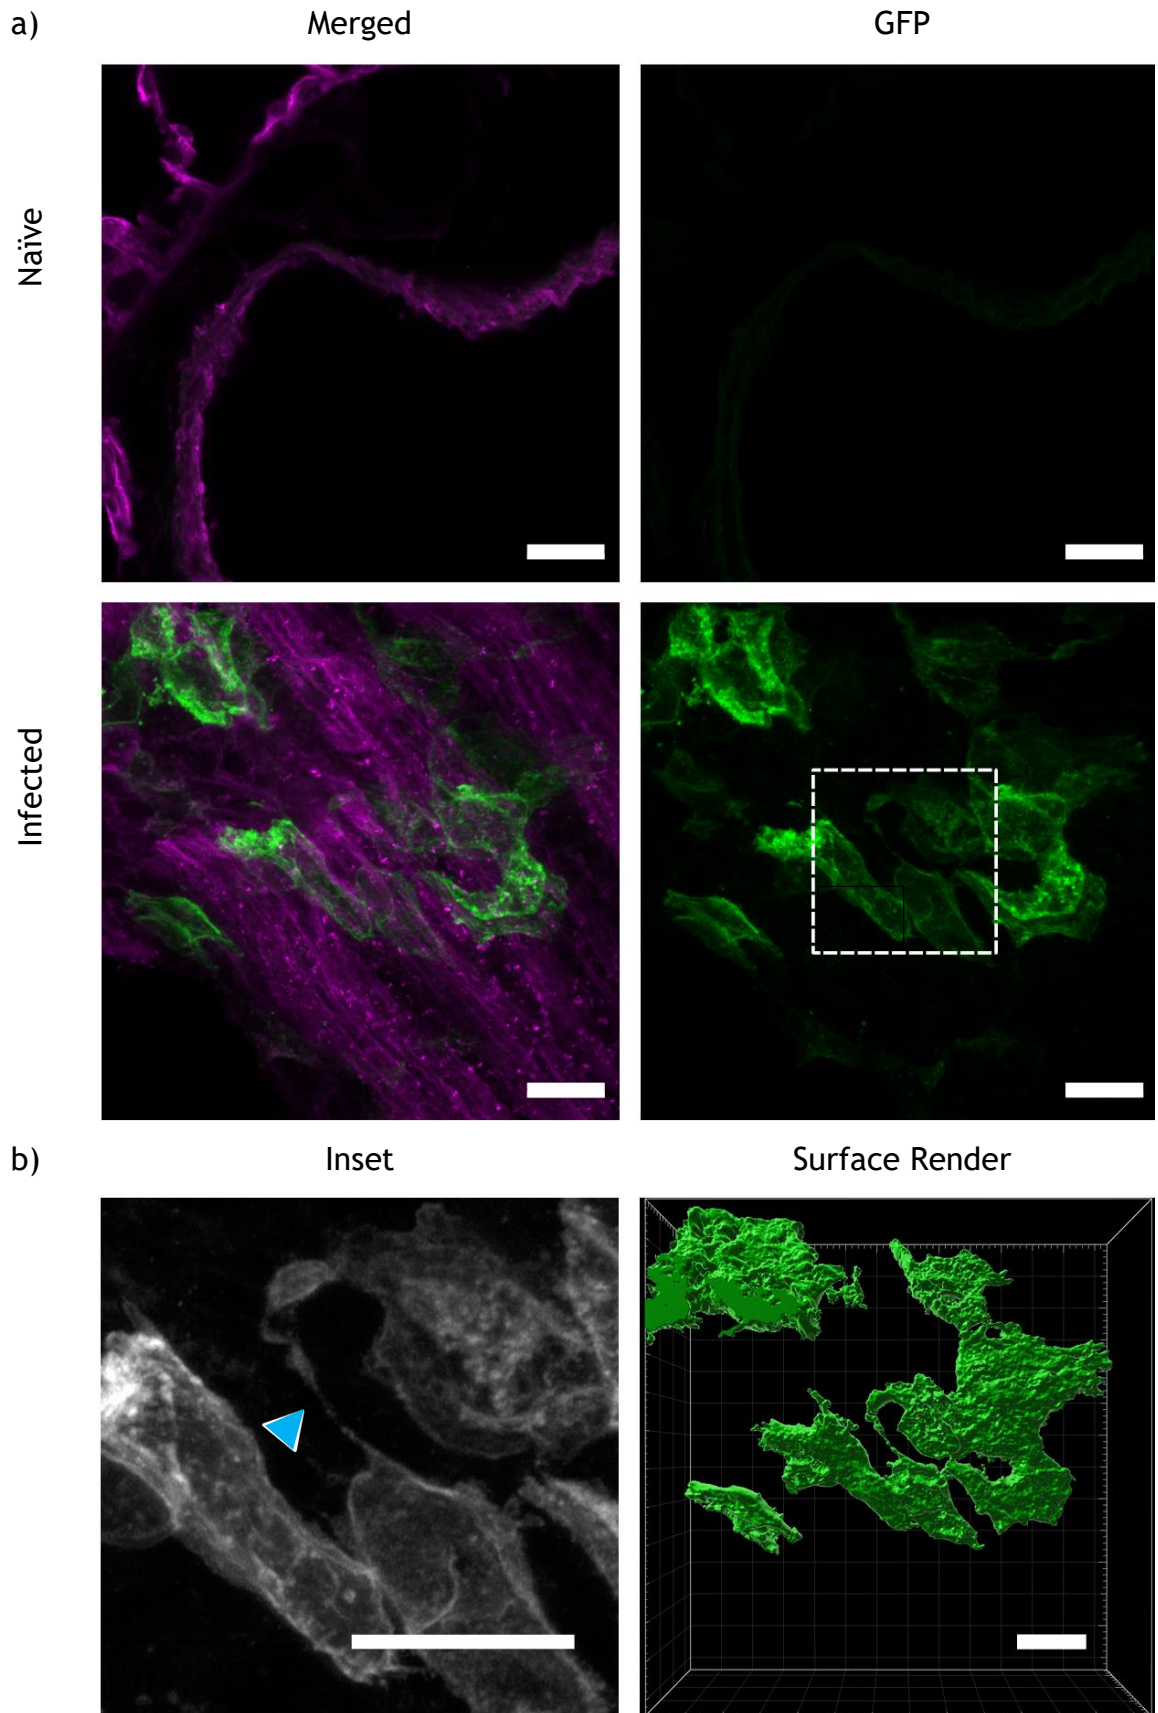 a)
Merged
GFP
Naïve
Infected
b)
Inset
Surface Render